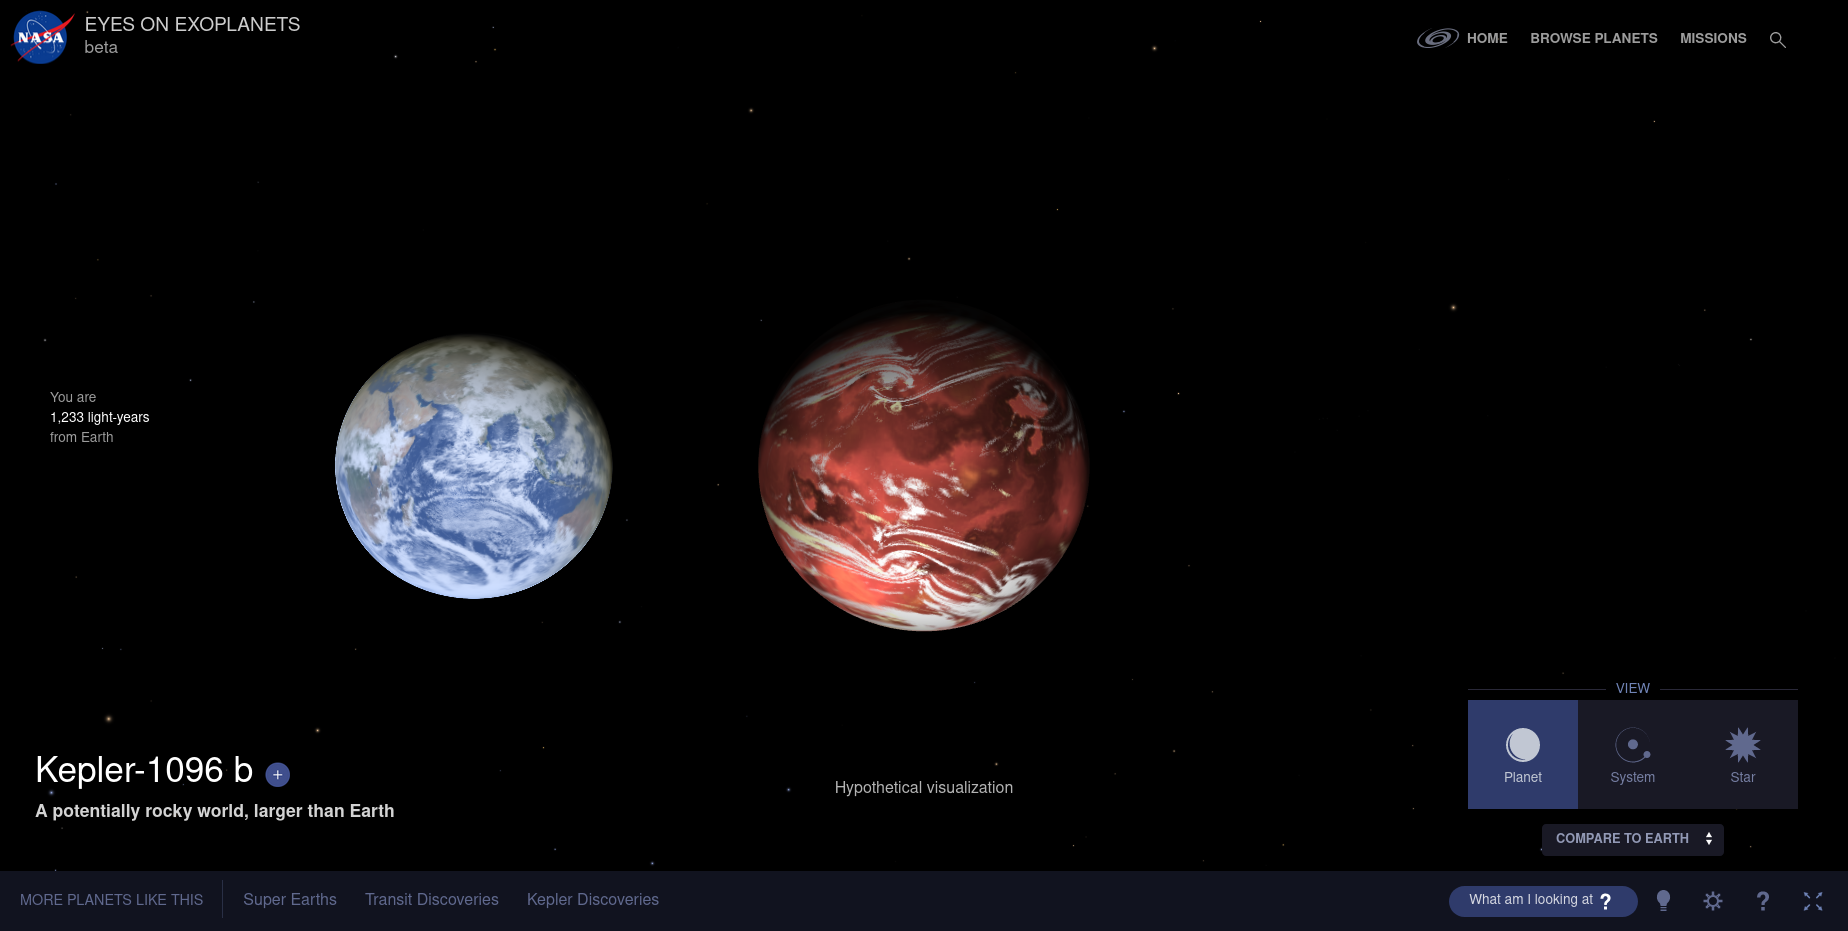 NASA
EYES ON EXOPLANETS
beta
HOME
BROWSE PLANETS
MISSIONS
You are
1,233 light-years
from Earth
Kepler-1096 b +
A potentially rocky world, larger than Earth
Hypothetical visualization
VIEW
Planet
System
Star
COMPARE TO EARTH
MORE PLANETS LIKE THIS
Super Earths
Transit Discoveries
Kepler Discoveries
What am I looking at ?
?